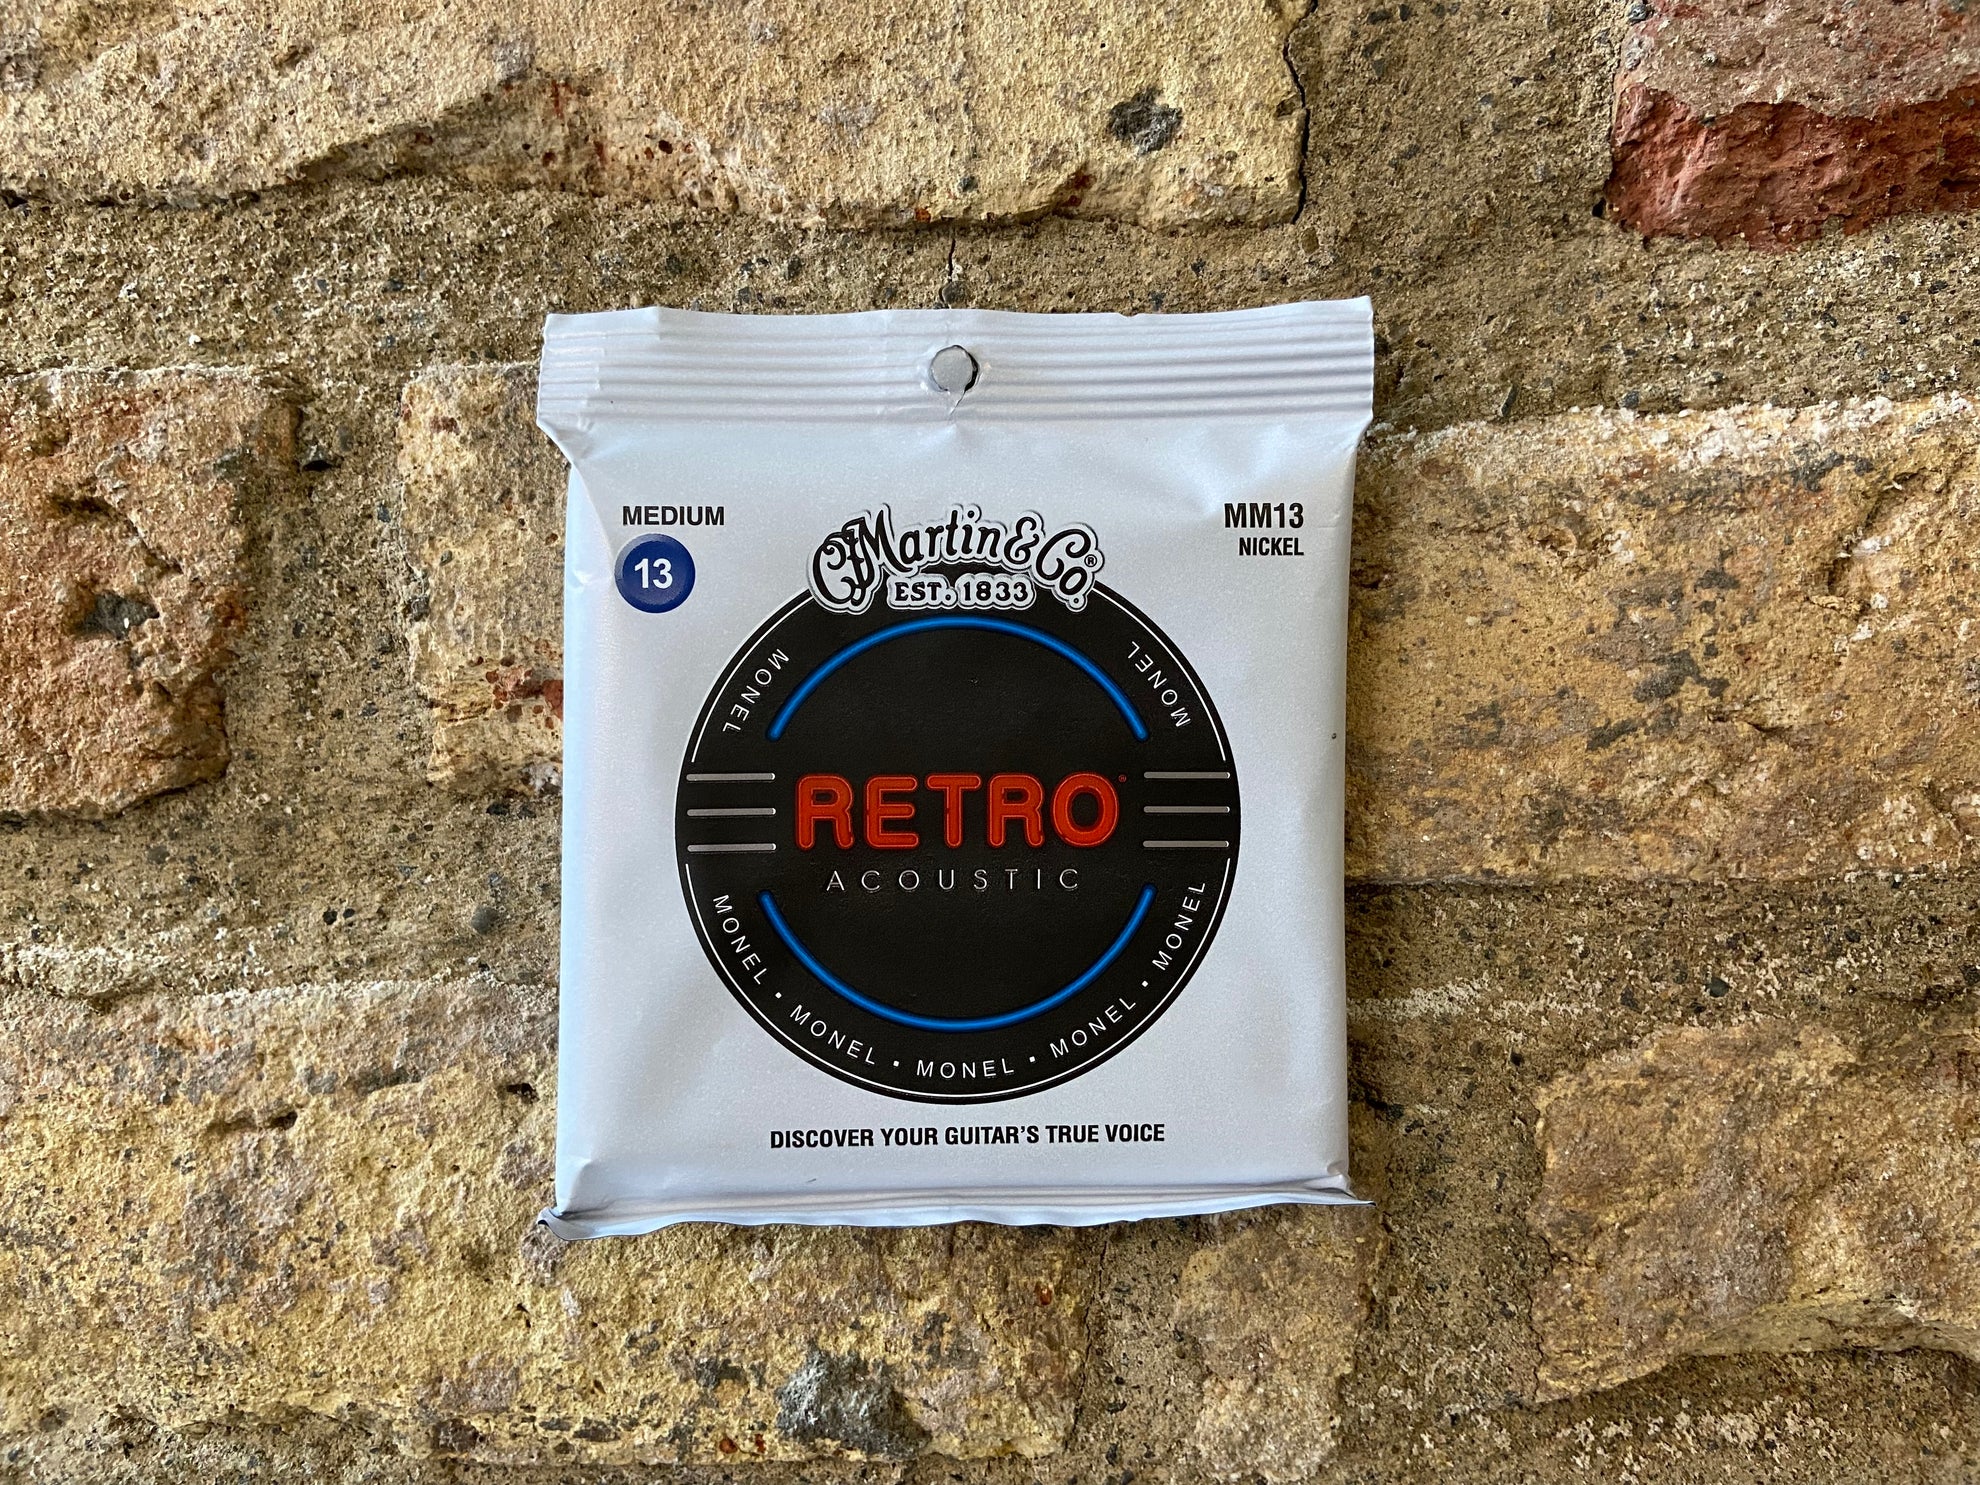 MEDIUM
13
MM13
NICKEL
CF Martin & Co.®
EST. 1833
MONEL
MONEL
RETRO®
ACOUSTIC
MONEL • MONEL • MONEL • MONEL • MONEL
DISCOVER YOUR GUITAR'S TRUE VOICE